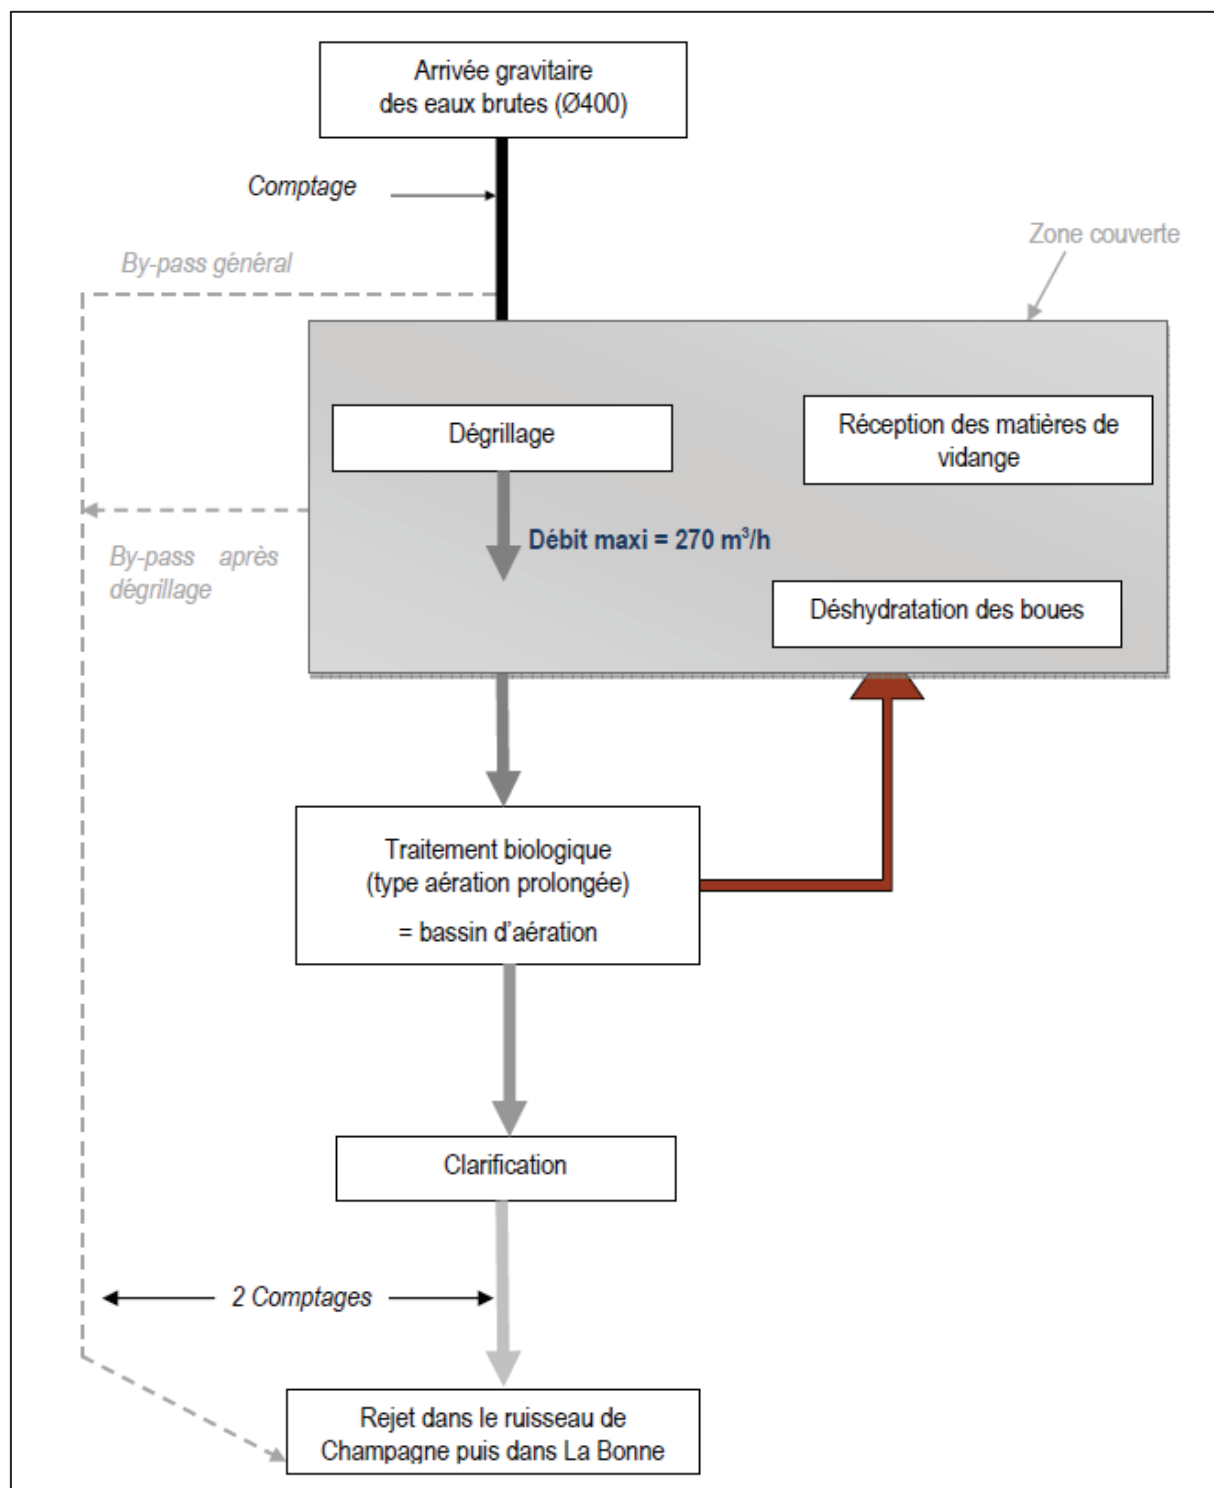 Arrivée gravitaire
des eaux brutes (Ø400)
Comptage
Zone couverte
By-pass général
Dégrillage
Réception des matières de
vidange
Débit maxi = 270 m³/h
By-pass après
dégrillage
Déshydratation des boues
Traitement biologique
(type aération prolongée)
= bassin d'aération
Clarification
2 Comptages
Rejet dans le ruisseau de
Champagne puis dans La Bonne